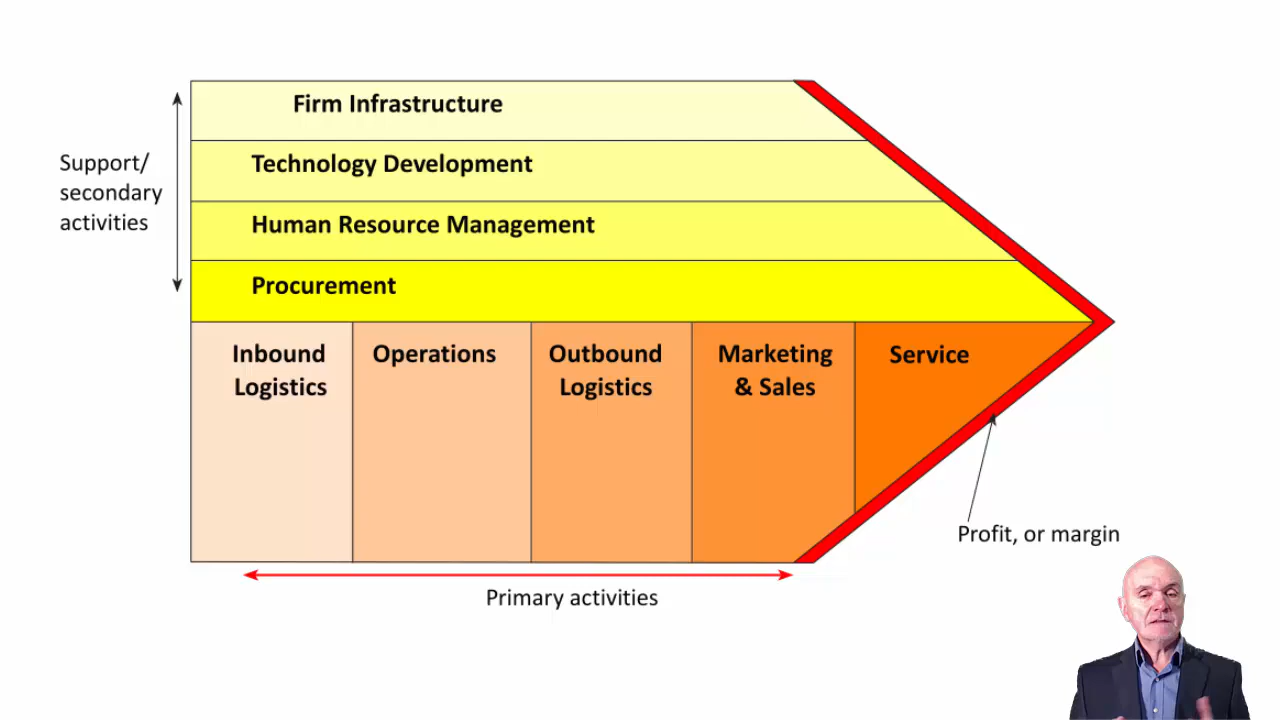 Firm Infrastructure
Technology Development
Support/
secondary
activities
Human Resource Management
Procurement
Inbound
Logistics
Operations
Outbound
Logistics
Marketing
& Sales
Service
Profit, or margin
Primary activities